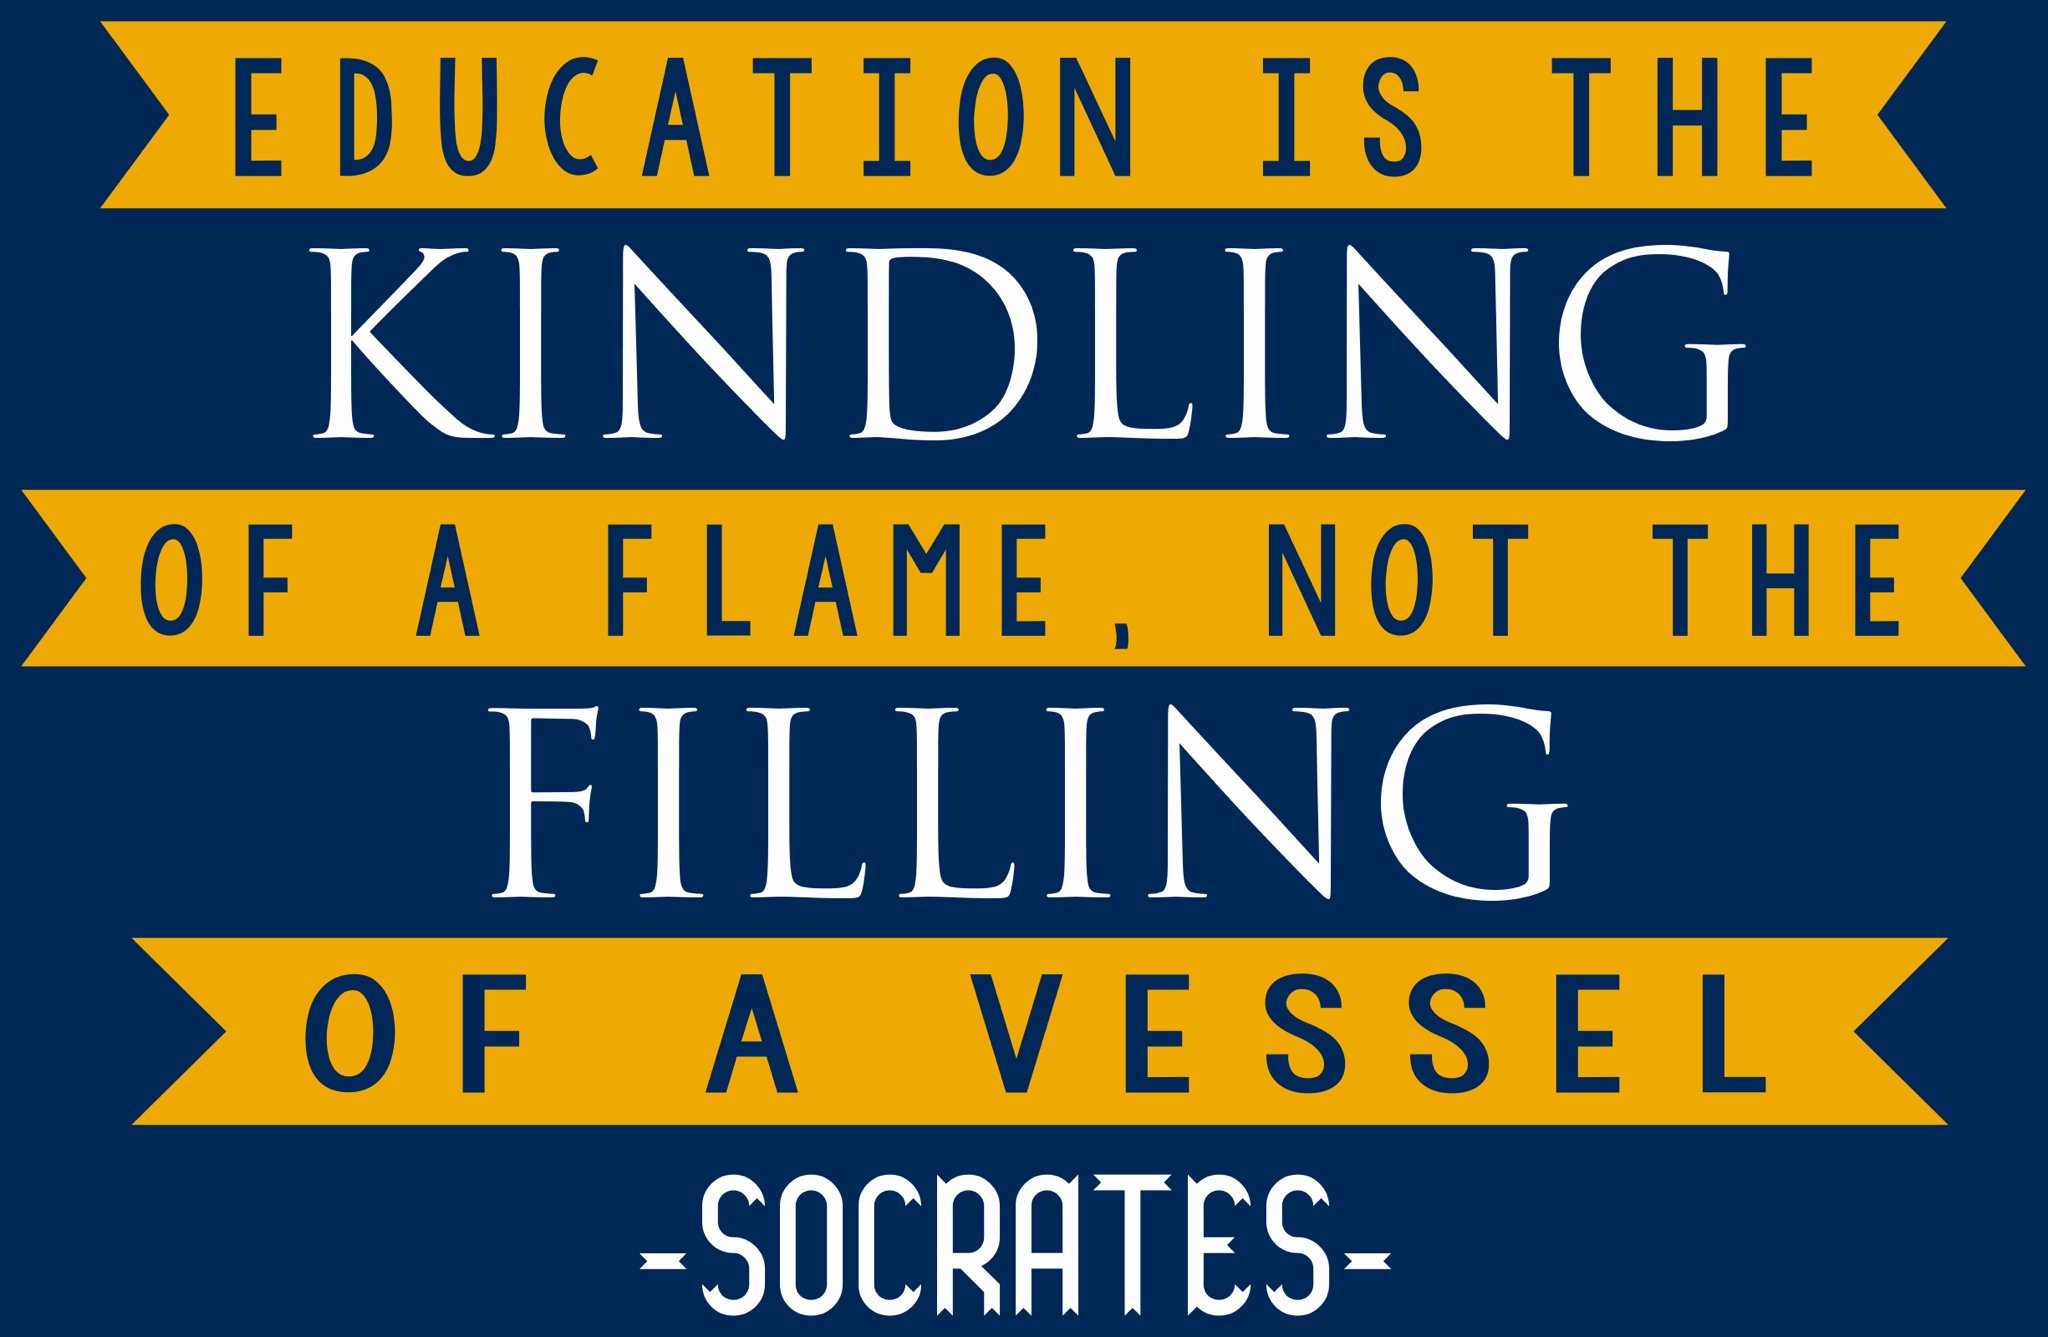 EDUCATION IS THE
KINDLING
OF A FLAME, NOT THE
FILLING
OF A VESSEL
-SOCRATES-